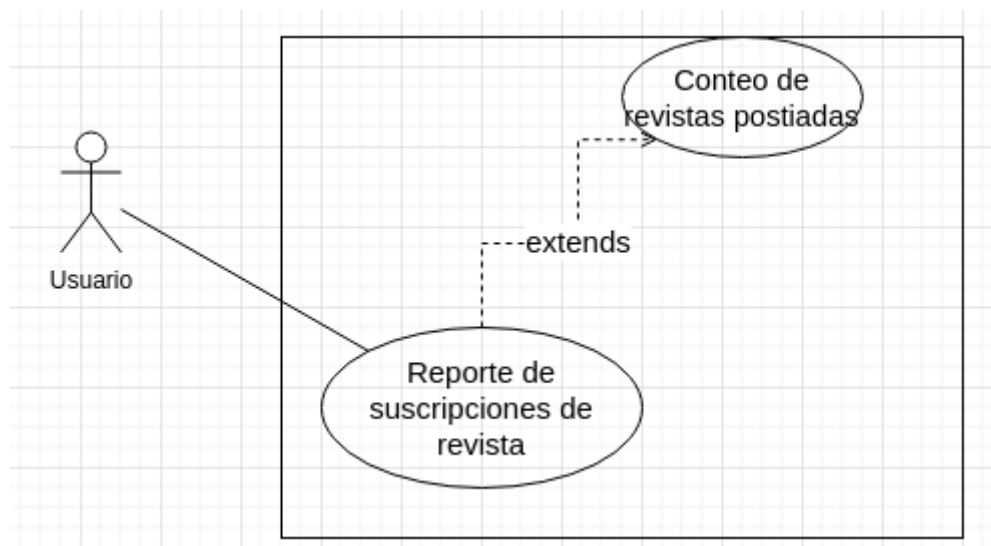 Conteo de
revistas postiadas
Usuario
extends
Reporte de
suscripciones de
revista